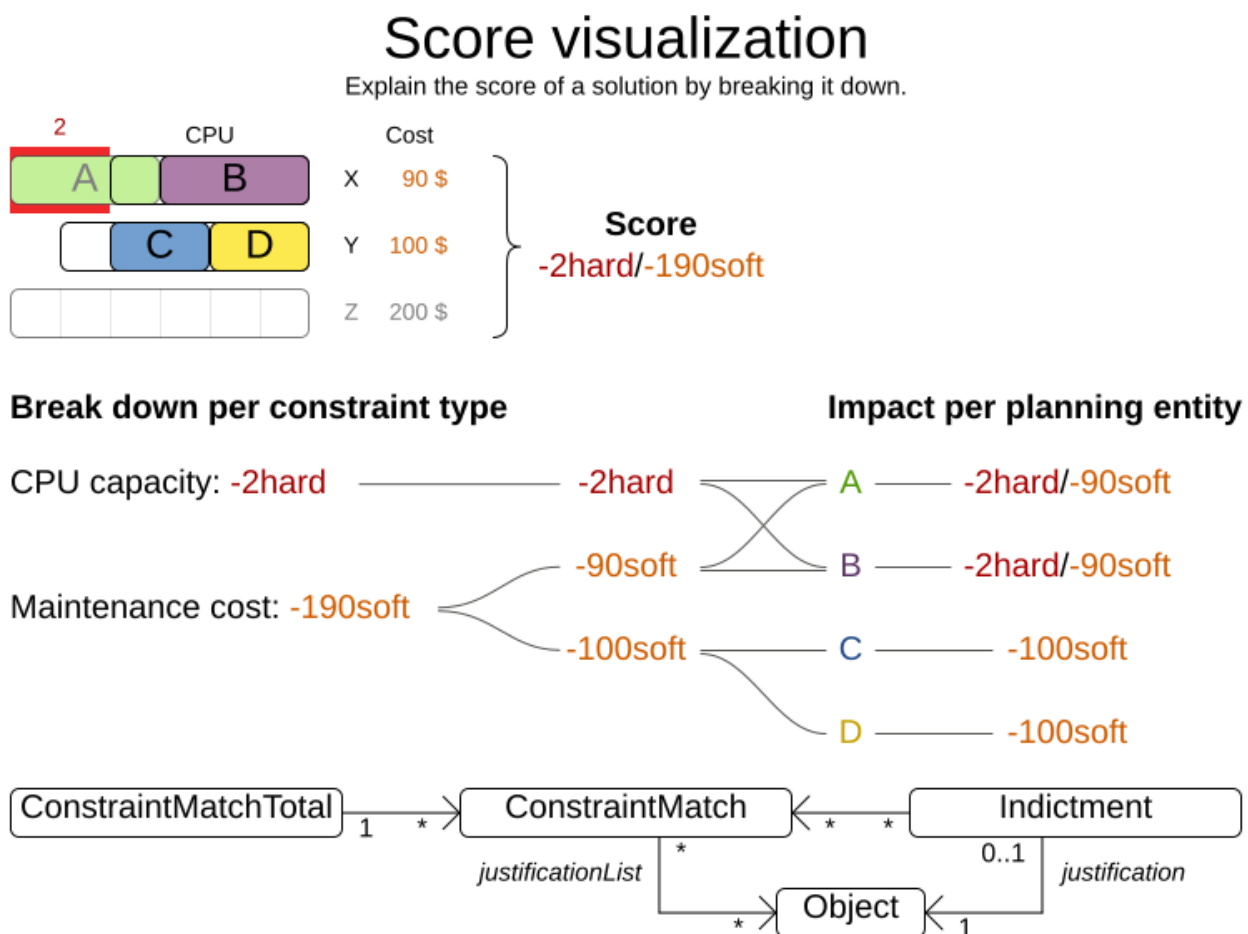 Score visualization
Explain the score of a solution by breaking it down.
2 CPU Cost
A B X 90 $
C D Y 100 $
Z 200 $
Score
-2hard/-190soft
Break down per constraint type Impact per planning entity
CPU capacity: -2hard -2hard A -2hard/-90soft
-90soft B -2hard/-90soft
Maintenance cost: -190soft
-100soft C -100soft
D -100soft
ConstraintMatchTotal ConstraintMatch Indictment
1 * * *
* 0..1
justificationList justification
Object
* 1